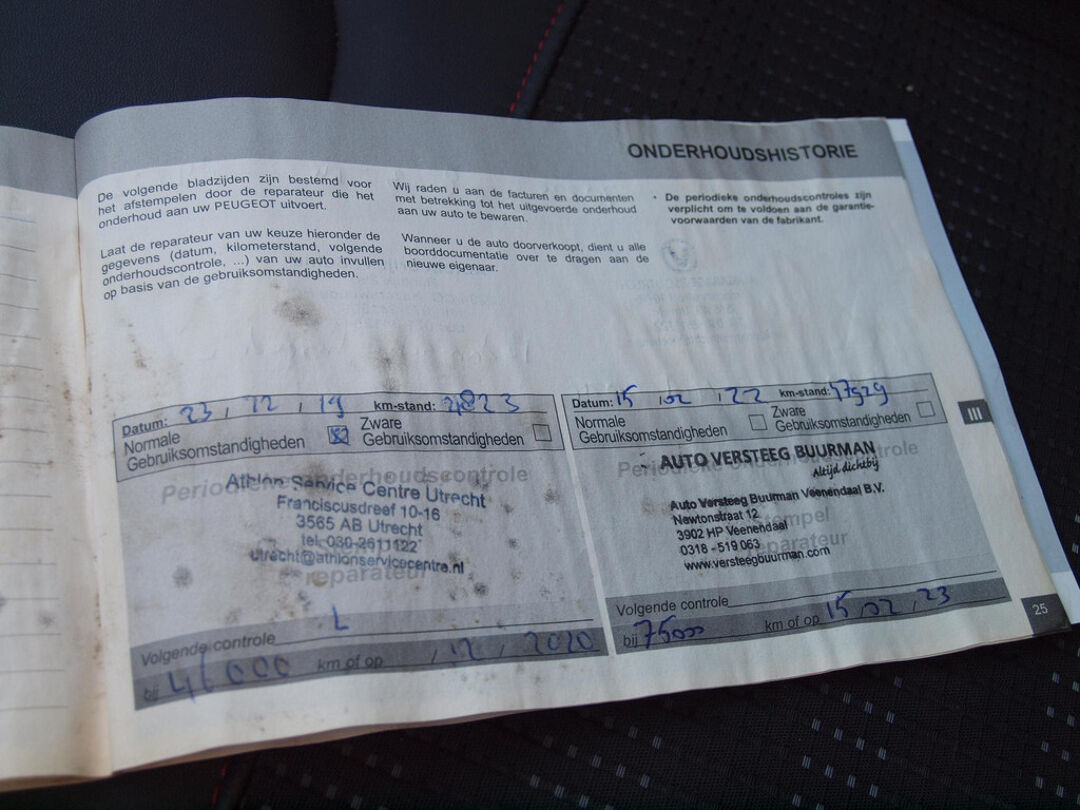 ONDERHOUDSHISTORIE
De volgende bladzijden zijn bestemd voor
het afstempelen door de reparateur die het
onderhoud aan uw PEUGEOT uitvoert.
Laat de reparateur van uw keuze hieronder de
gegevens (datum, kilometerstand, volgende
onderhoudscontrole, ...) van uw auto invullen
op basis van de gebruiksomstandigheden.
Wij raden u aan de facturen en documenten
met betrekking tot het uitgevoerde onderhoud
aan uw auto te bewaren.
Wanneer u de auto doorverkoopt, dient u alle
boorddocumentatie over te dragen aan de
nieuwe eigenaar.
• De periodieke onderhoudscontroles zijn
verplicht om te voldoen aan de garantie-
voorwaarden van de fabrikant.
Datum: 23, 12, 19 km-stand:
Normale
Gebruiksomstandigheden
Zware
Gebruiksomstandigheden
Periodieke onderhoudscontrole
Athlon Service Centre Utrecht
Franciscusdreef 10-16
3565 AB Utrecht
tel. 030-2611122
utrecht@athlonservicecentre.nl
reparateur
Volgende controle
bij 46000 km of op , 12, 2020
Datum: 15, 02, 22 km-stand: 47929
Normale
Gebruiksomstandigheden
Zware
Gebruiksomstandigheden
Periodieke onderhoudscontrole
AUTO VERSTEEG BUURMAN
Altijd dichtbij
Auto Versteeg Buurman Veenendaal B.V.
Newtonstraat 12
3902 HP Veenendaal
0318 - 519 063
www.versteegbuurman.com
Stempel
reparateur
Volgende controle
bij 75000 km of op 15, 02, 23
III
25